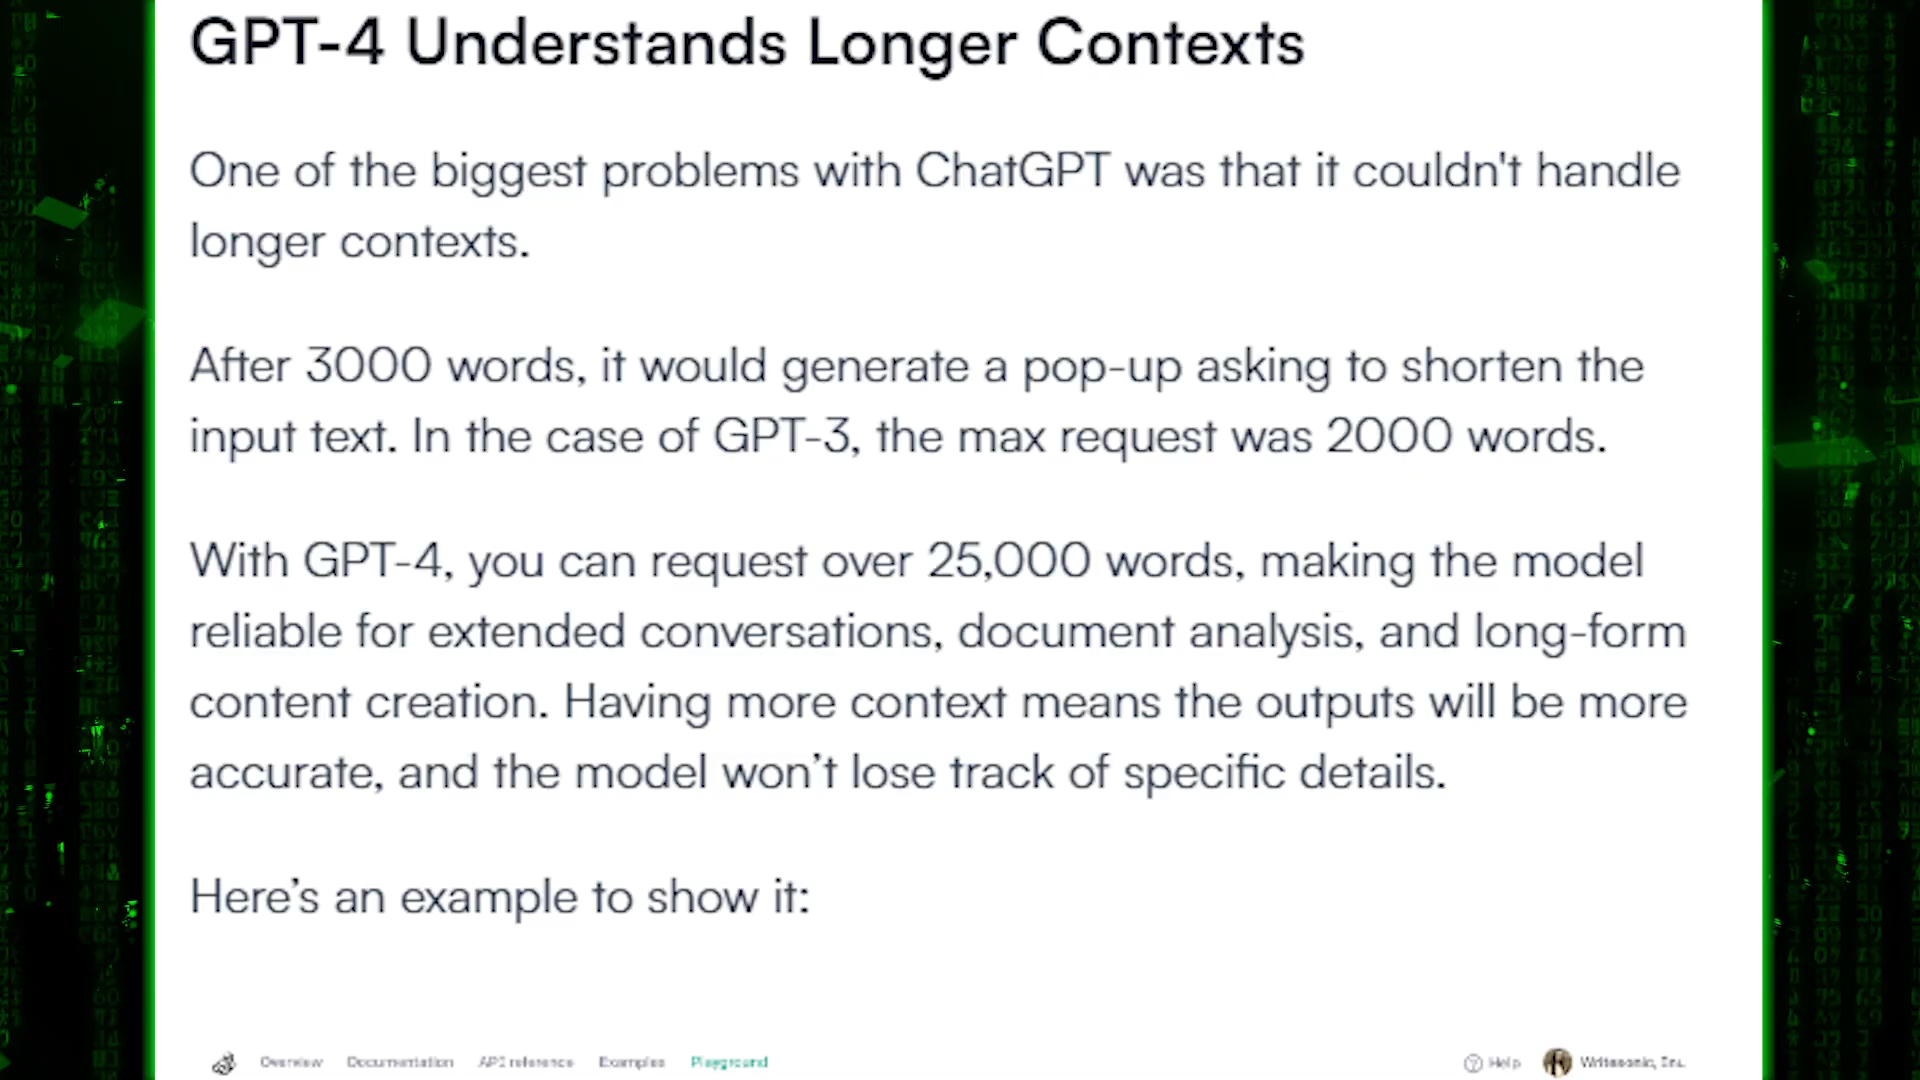 GPT-4 Understands Longer Contexts
One of the biggest problems with ChatGPT was that it couldn't handle
longer contexts.
After 3000 words, it would generate a pop-up asking to shorten the
input text. In the case of GPT-3, the max request was 2000 words.
With GPT-4, you can request over 25,000 words, making the model
reliable for extended conversations, document analysis, and long-form
content creation. Having more context means the outputs will be more
accurate, and the model won’t lose track of specific details.
Here’s an example to show it:
Overview Documentation API reference Examples Playground Help Writesonic, Inc.